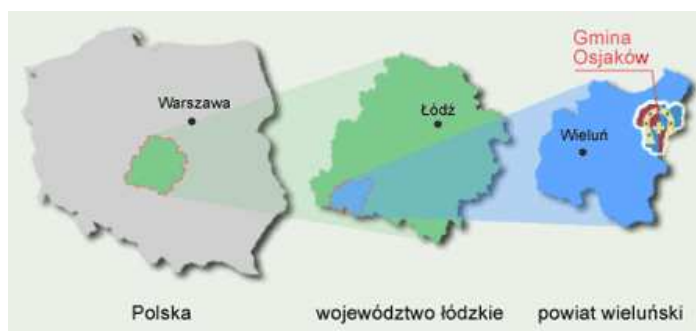 Gmina
Osjaków
Warszawa
Łódź
Wieluń
Polska
województwo łódzkie
powiat wieluński